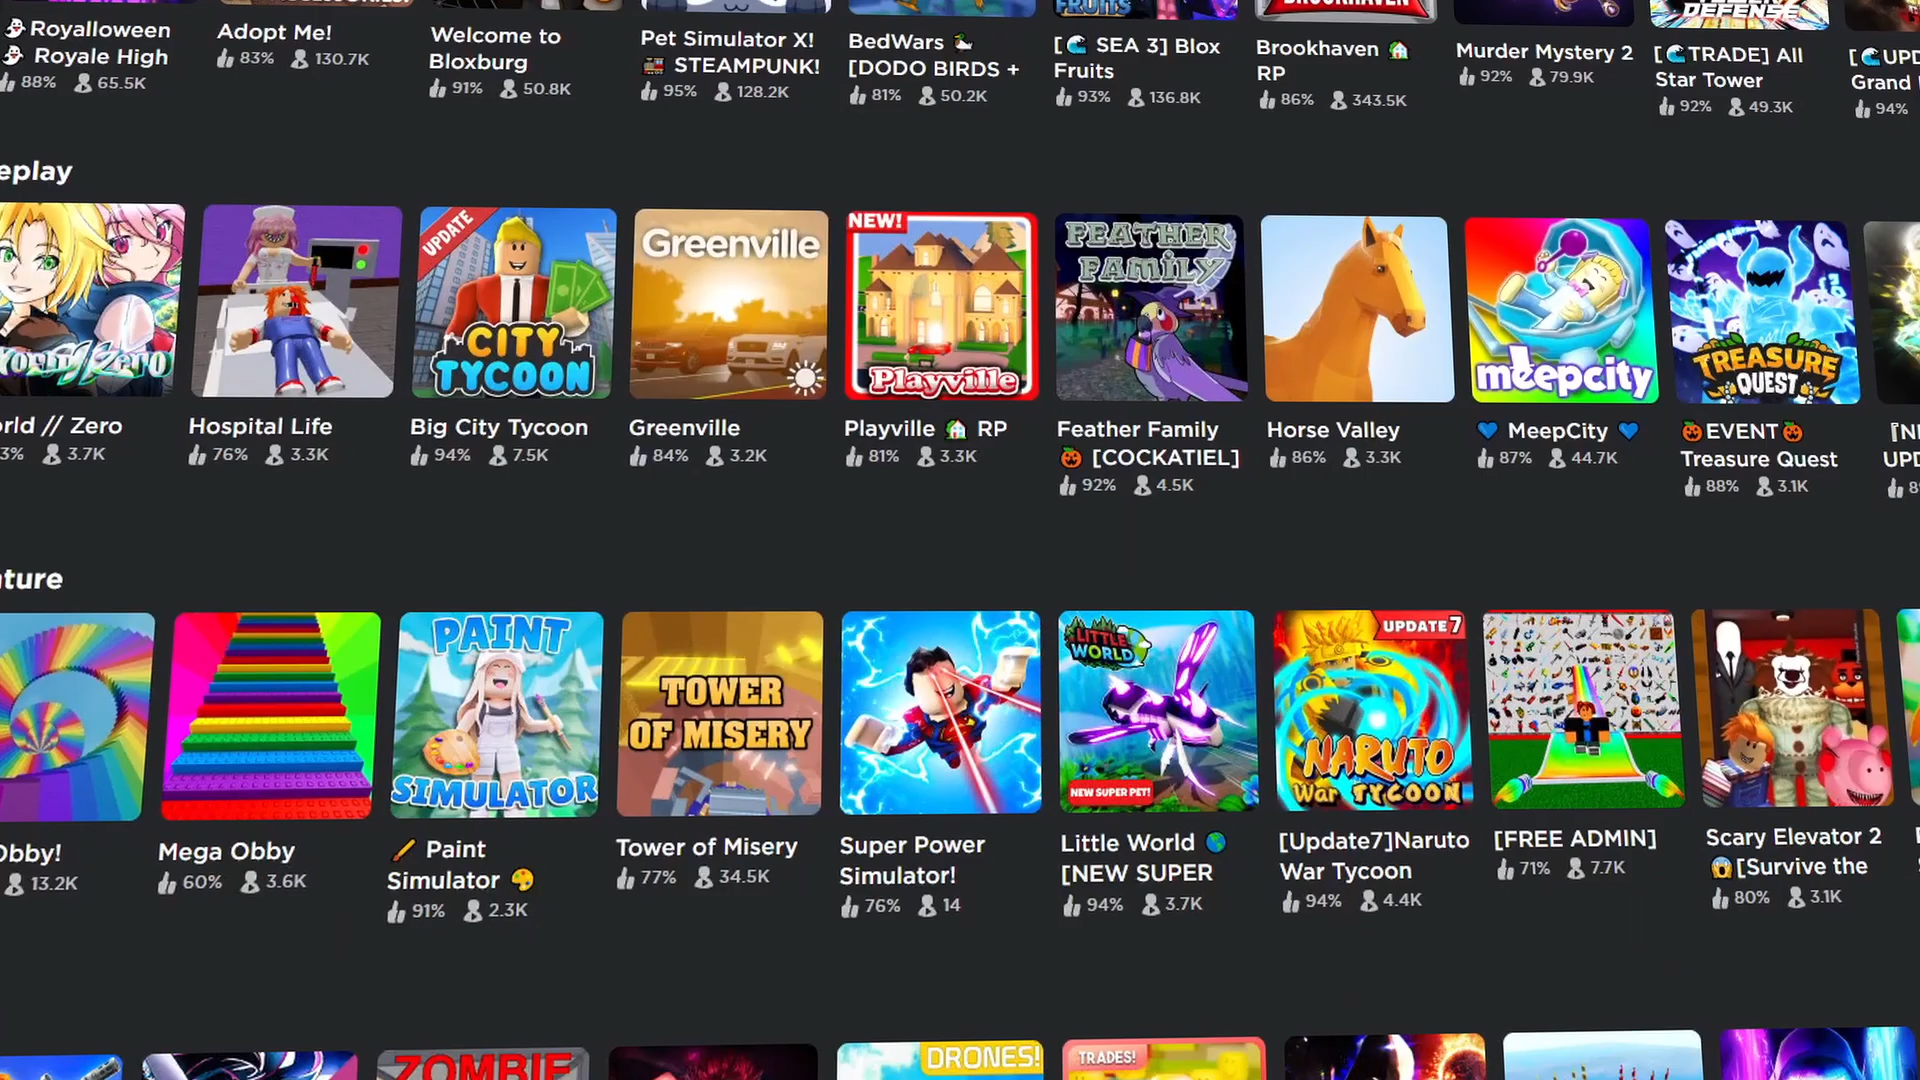 Royalloween
Royale High
88% 65.5K
Adopt Me!
83% 130.7K
Welcome to
Bloxburg
91% 50.8K
Pet Simulator X!
STEAMPUNK!
95% 128.2K
BedWars
[DODO BIRDS +
81% 50.2K
FRUITS
[🌊 SEA 3] Blox
Fruits
93% 136.8K
BROOKHAVEN
Brookhaven 🏠
RP
86% 343.5K
Murder Mystery 2
92% 79.9K
DEFENSE
[🌊TRADE] All
Star Tower
92% 49.3K
[🌊UPD
Grand
94%
eplay
World//Zero
rld // Zero
3% 3.7K
Hospital Life
76% 3.3K
UPDATE
CITY
TYCOON
Big City Tycoon
94% 7.5K
Greenville
Greenville
84% 3.2K
NEW!
Playville
Playville 🏠 RP
81% 3.3K
FEATHER
FAMiLY
Feather Family
🎃 [COCKATIEL]
92% 4.5K
Horse Valley
86% 3.3K
meepcity
💙 MeepCity 💙
87% 44.7K
TREASURE
QUEST
🎃EVENT🎃
Treasure Quest
88% 3.1K
UPD
ture
Obby!
13.2K
Mega Obby
60% 3.6K
PAINT
SIMULATOR
🖌️ Paint
Simulator 🎨
91% 2.3K
TOWER
OF MISERY
Tower of Misery
77% 34.5K
Super Power
Simulator!
76% 14
LITTLE
WORLD
NEW SUPER PET!
Little World 🌎
[NEW SUPER
94% 3.7K
UPDATE 7
NARUTO
War TYCOON
[Update7]Naruto
War Tycoon
94% 4.4K
[FREE ADMIN]
71% 7.7K
Scary Elevator 2
😱[Survive the
80% 3.1K
ZOMBIE
DRONES!
TRADES!